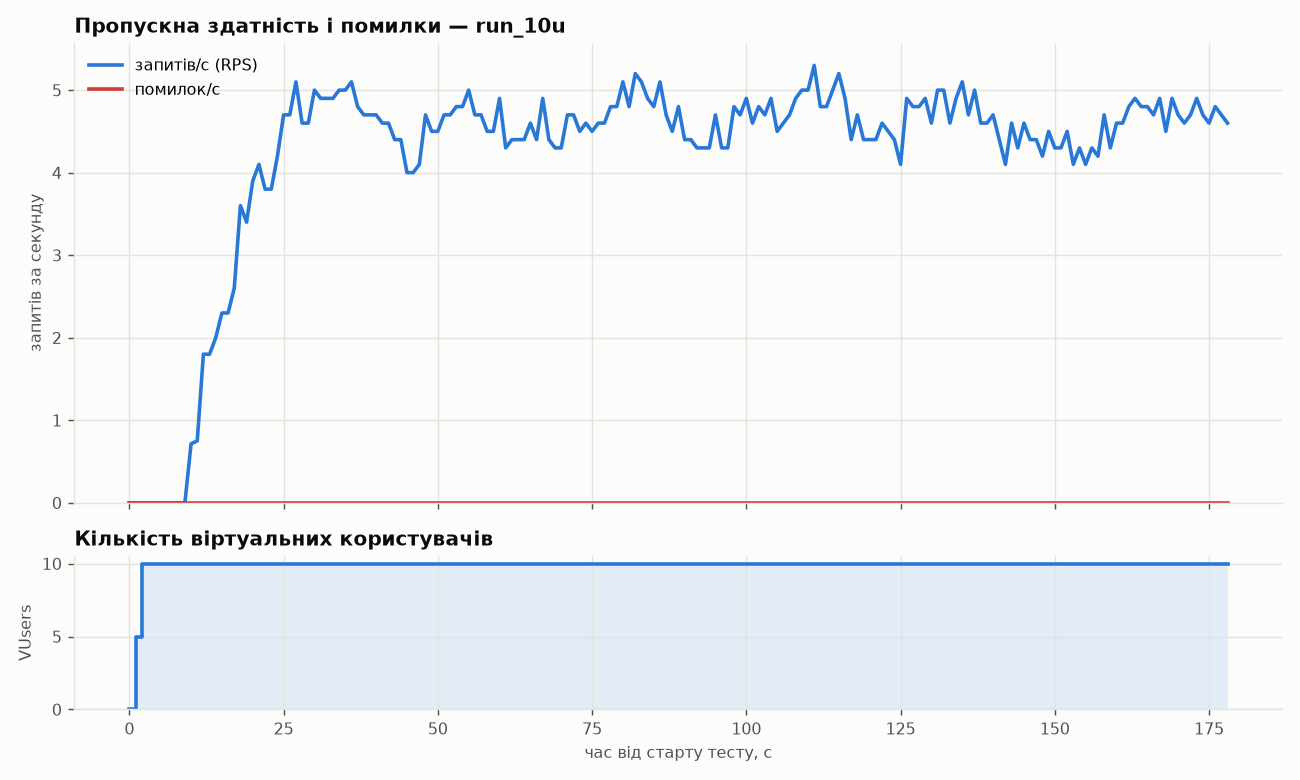 Пропускна здатність і помилки — run_10u
запитів/с (RPS)
помилок/с
запитів за секунду
5
4
3
2
1
0
Кількість віртуальних користувачів
VUsers
10
5
0
0 25 50 75 100 125 150 175
час від старту тесту, с